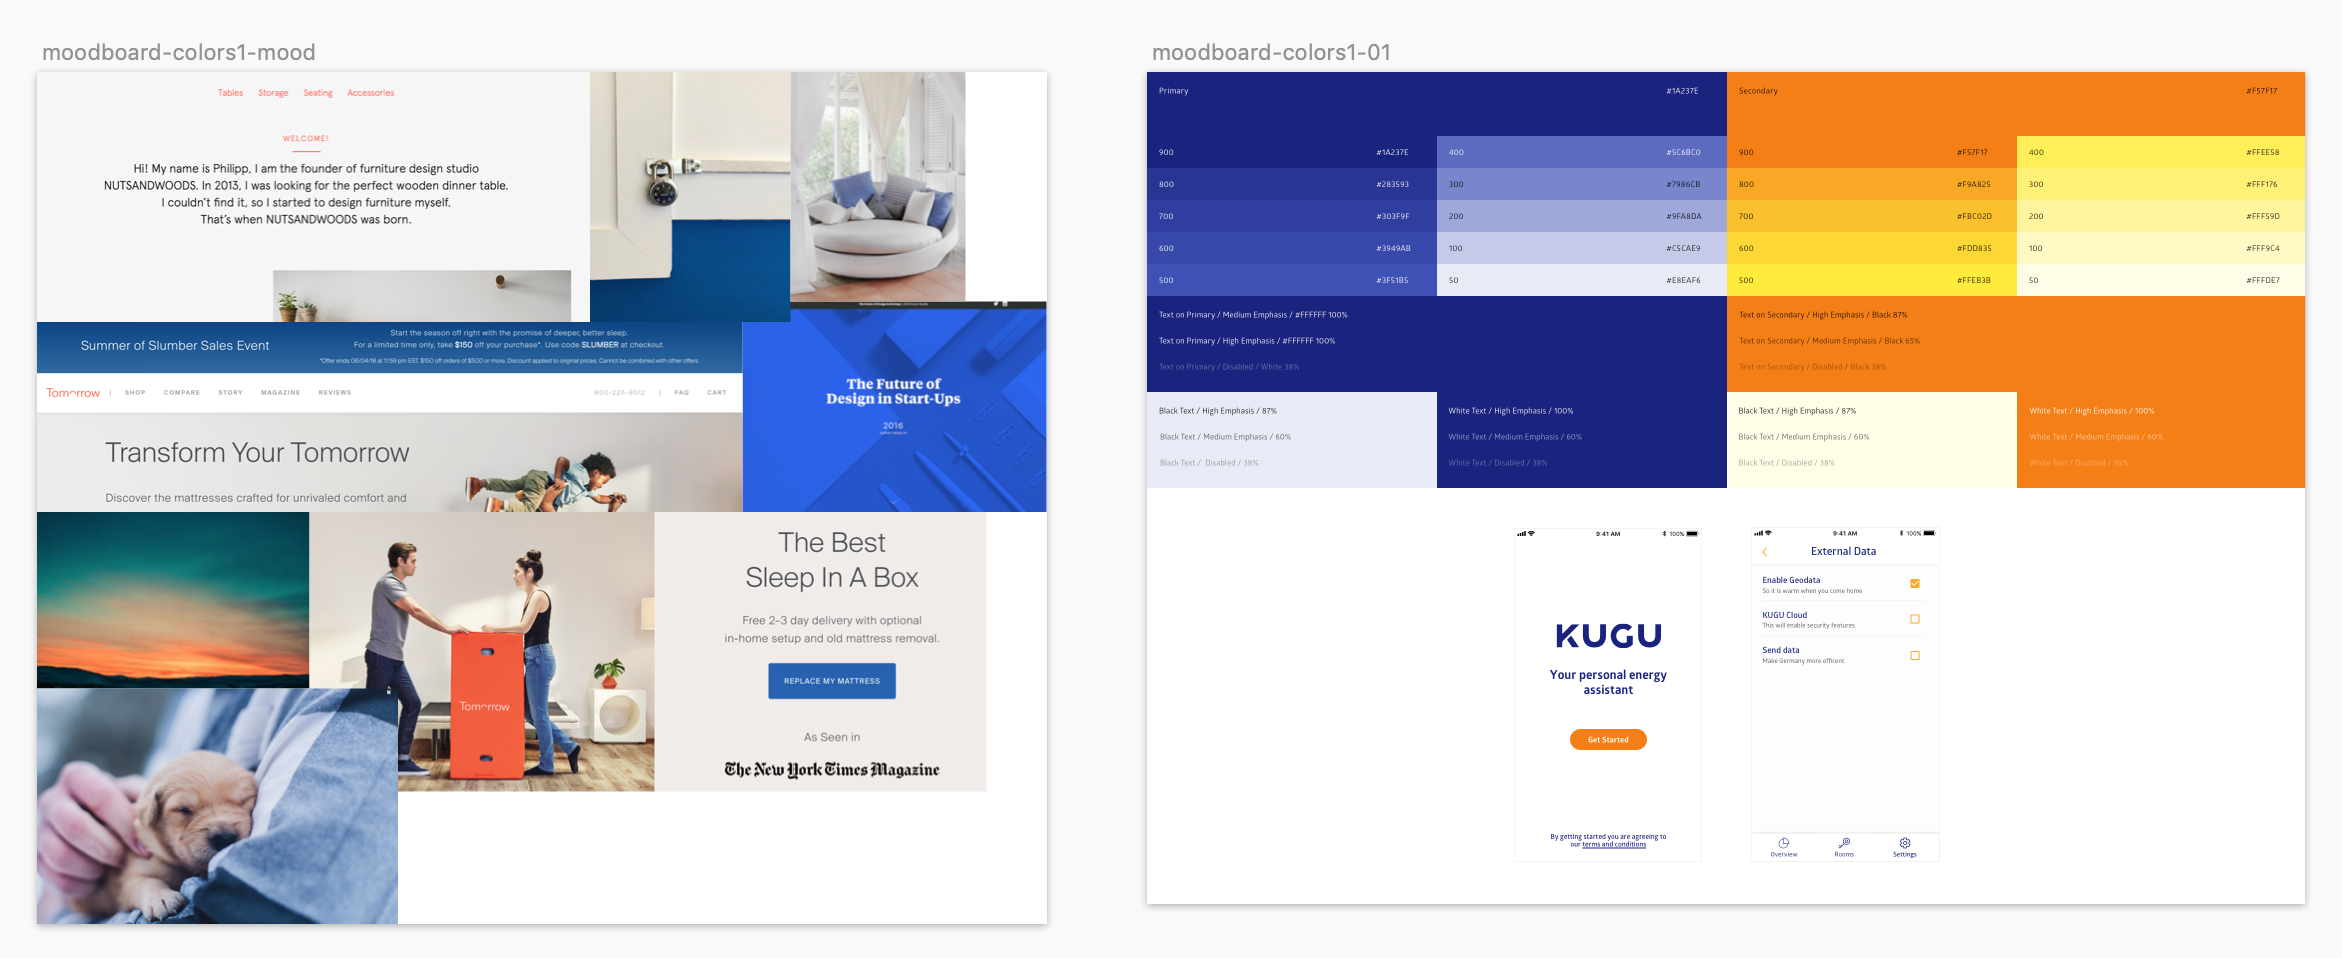 moodboard-colors1-mood
Tables Storage Seating Accessories
WELCOME!
Hi! My name is Philipp, I am the founder of furniture design studio
NUTSANDWOODS. In 2013, I was looking for the perfect wooden dinner table.
I couldn't find it, so I started to design furniture myself.
That's when NUTSANDWOODS was born.
Summer of Slumber Sales Event
Start the season off right with the promise of deeper, better sleep.
For a limited time only, take $150 off your purchase*. Use code SLUMBER at checkout.
*Offer ends 06/04/18 at 11:59 pm EST. $150 off orders of $500 or more. Discount applied to original prices. Cannot be combined with other offers.
Tomorrow | SHOP COMPARE STORY MAGAZINE REVIEWS 800-225-9012 | FAQ CART
The Future of
Design in Start-Ups
2016
Transform Your Tomorrow
Discover the mattresses crafted for unrivaled comfort and
Tomorrow
The Best
Sleep In A Box
Free 2–3 day delivery with optional
in-home setup and old mattress removal.
REPLACE MY MATTRESS
As Seen in
The New York Times Magazine
moodboard-colors1-01
Primary #1A237E
Secondary #F57F17
900 #1A237E
400 #5C6BC0
900 #F57F17
400 #FFEE58
800 #283593
300 #7986CB
800 #F9A825
300 #FFF176
700 #303F9F
200 #9FA8DA
700 #FBC02D
200 #FFF59D
600 #3949AB
100 #C5CAE9
600 #FDD835
100 #FFF9C4
500 #3F51B5
50 #E8EAF6
500 #FFEB3B
50 #FFFDE7
Text on Primary / Medium Emphasis / #FFFFFF 100%
Text on Primary / High Emphasis / #FFFFFF 100%
Text on Primary / Disabled / White 38%
Text on Secondary / High Emphasis / Black 87%
Text on Secondary / Medium Emphasis / Black 65%
Text on Secondary / Disabled / Black 38%
Black Text / High Emphasis / 87%
Black Text / Medium Emphasis / 60%
Black Text / Disabled / 38%
White Text / High Emphasis / 100%
White Text / Medium Emphasis / 60%
White Text / Disabled / 38%
Black Text / High Emphasis / 87%
Black Text / Medium Emphasis / 60%
Black Text / Disabled / 38%
White Text / High Emphasis / 100%
White Text / Medium Emphasis / 60%
White Text / Disabled / 38%
9:41 AM 100%
KUGU
Your personal energy
assistant
Get Started
By getting started you are agreeing to
our terms and conditions
9:41 AM 100%
External Data
Enable Geodata
So it is warm when you come home
KUGU Cloud
This will enable security features
Send data
Make Germany more efficent
Overview Rooms Settings